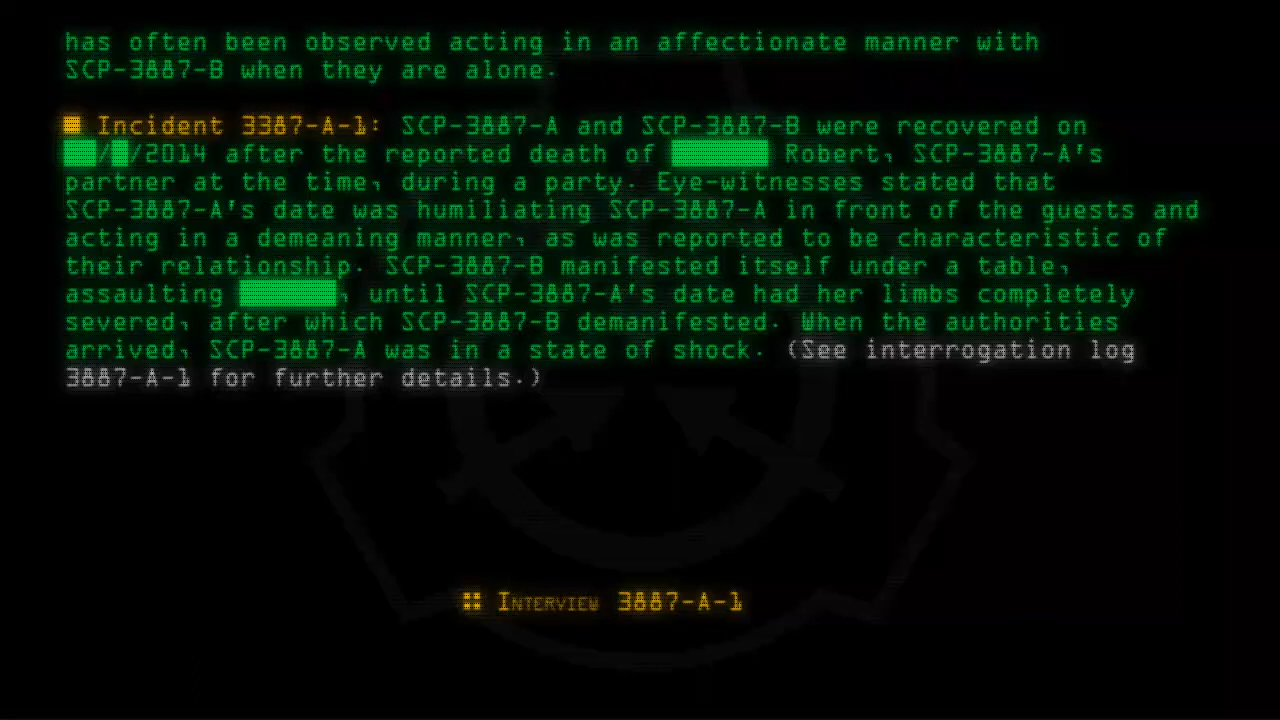 has often been observed acting in an affectionate manner with
SCP-3887-B when they are alone.
■ Incident 3387-A-1: SCP-3887-A and SCP-3887-B were recovered on
██/█/2014 after the reported death of ██████ Robert, SCP-3887-A's
partner at the time, during a party. Eye-witnesses stated that
SCP-3887-A's date was humiliating SCP-3887-A in front of the guests and
acting in a demeaning manner, as was reported to be characteristic of
their relationship. SCP-3887-B manifested itself under a table,
assaulting ██████, until SCP-3887-A's date had her limbs completely
severed, after which SCP-3887-B demanifested. When the authorities
arrived, SCP-3887-A was in a state of shock. (See interrogation log
3887-A-1 for further details.)
Interview 3887-A-1